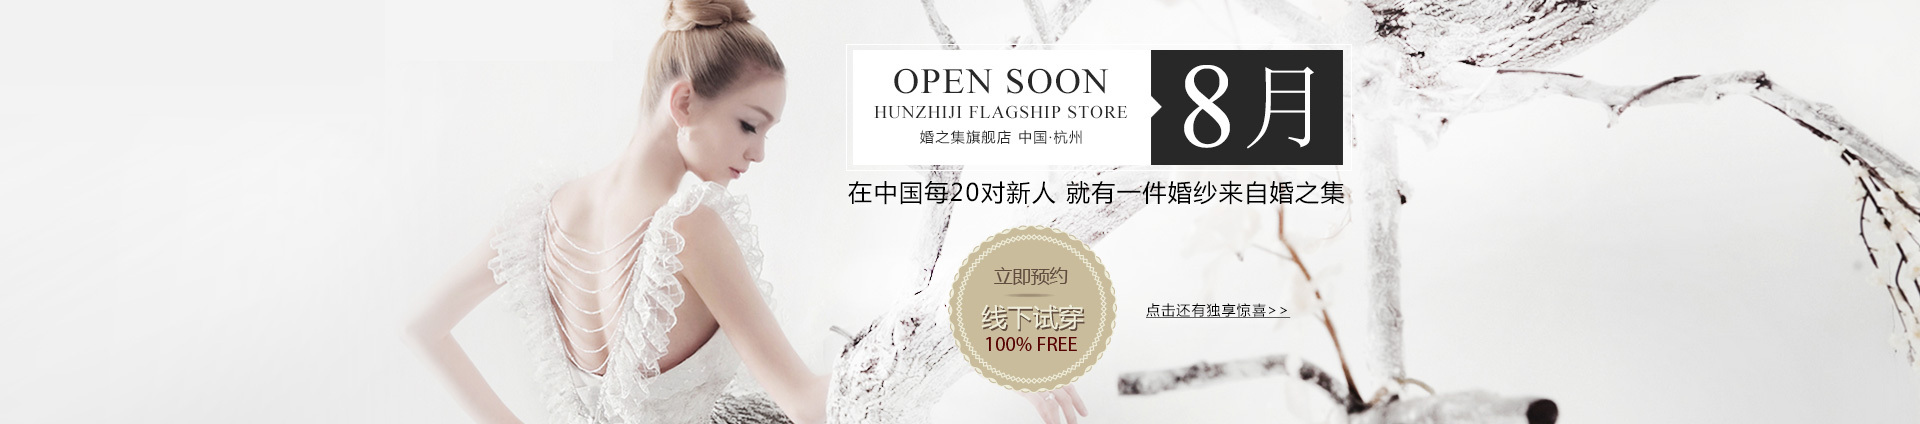 OPEN SOON
HUNZHIJI FLAGSHIP STORE
婚之集旗舰店 中国·杭州
8月
在中国每20对新人 就有一件婚纱来自婚之集
立即预约
线下试穿
100% FREE
点击还有独享惊喜>>